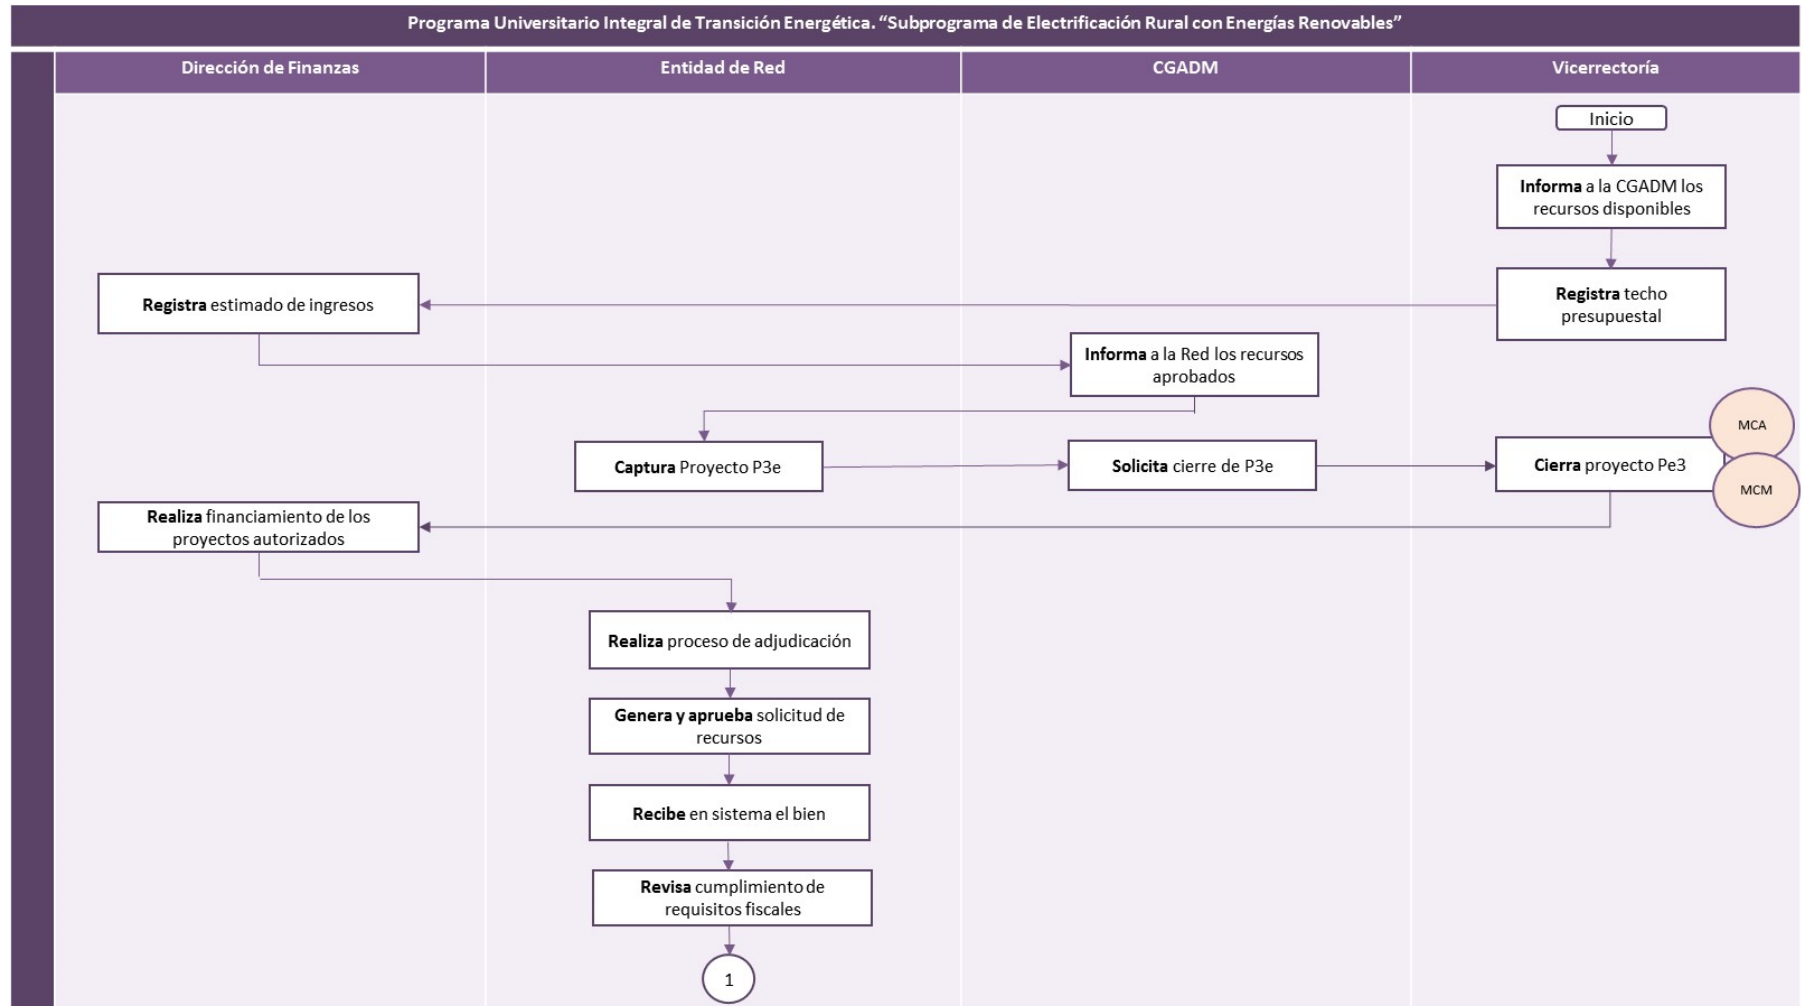 Programa Universitario Integral de Transición Energética. “Subprograma de Electrificación Rural con Energías Renovables”
Dirección de Finanzas
Entidad de Red
CGADM
Vicerrectoría
Inicio
Informa a la CGADM los
recursos disponibles
Registra techo
presupuestal
Registra estimado de ingresos
Informa a la Red los recursos
aprobados
Captura Proyecto P3e
Solicita cierre de P3e
Cierra proyecto Pe3
MCA
MCM
Realiza financiamiento de los
proyectos autorizados
Realiza proceso de adjudicación
Genera y aprueba solicitud de
recursos
Recibe en sistema el bien
Revisa cumplimiento de
requisitos fiscales
1